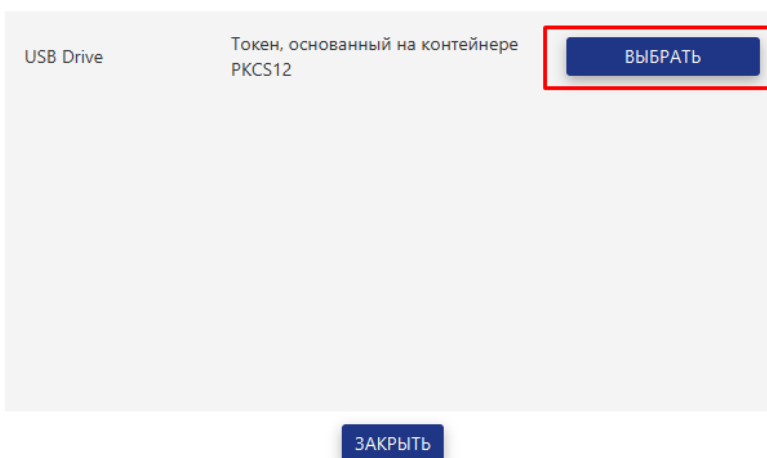 USB Drive
Токен, основанный на контейнере
PKCS12
ВЫБРАТЬ
ЗАКРЫТЬ